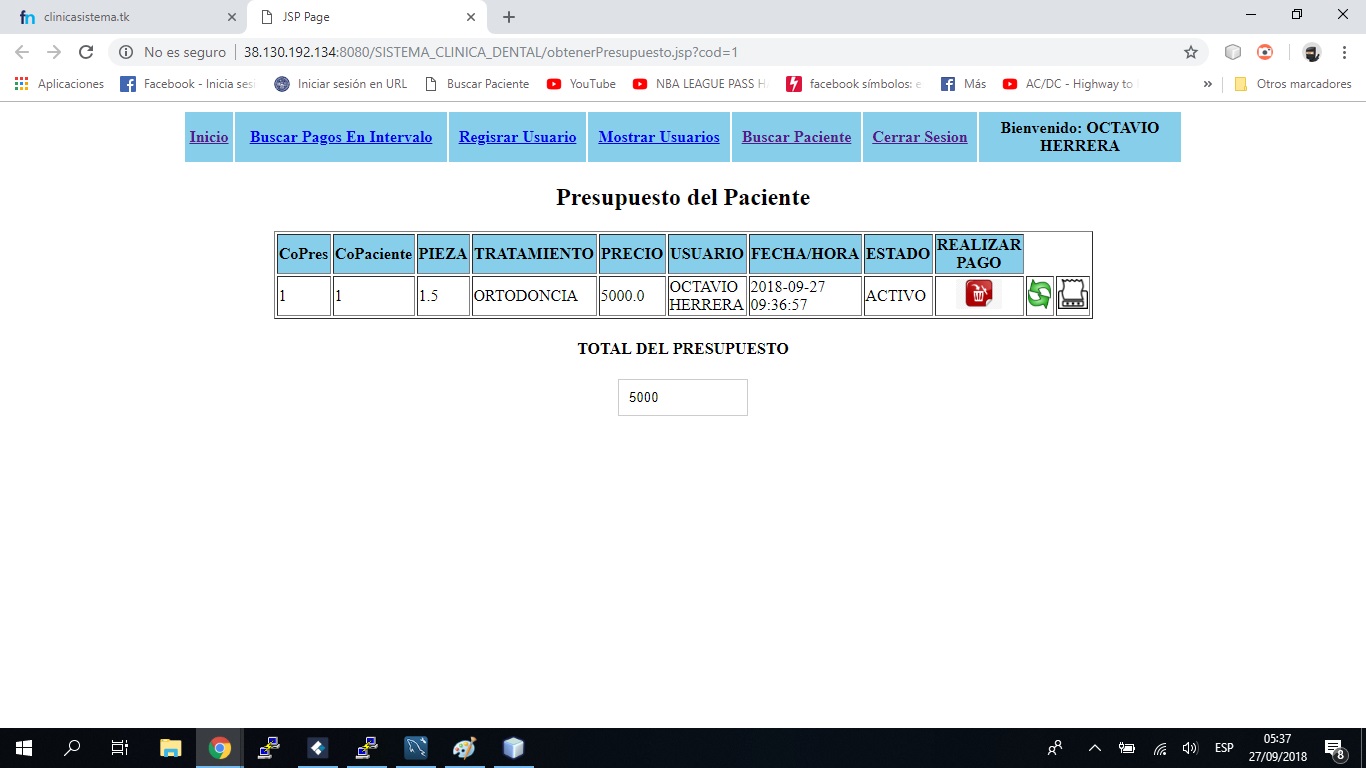 clinicasistema.tk
JSP Page
No es seguro
38.130.192.134:8080/SISTEMA_CLINICA_DENTAL/obtenerPresupuesto.jsp?cod=1
Aplicaciones
Facebook - Inicia sesi
Iniciar sesión en URL
Buscar Paciente
YouTube
NBA LEAGUE PASS HA
facebook símbolos: e
Más
AC/DC - Highway to
»
Otros marcadores
Inicio
Buscar Pagos En Intervalo
Regisrar Usuario
Mostrar Usuarios
Buscar Paciente
Cerrar Sesion
Bienvenido: OCTAVIO
HERRERA
Presupuesto del Paciente
CoPres CoPaciente PIEZA TRATAMIENTO PRECIO USUARIO FECHA/HORA ESTADO REALIZAR
PAGO
1 1 1.5 ORTODONCIA 5000.0 OCTAVIO 2018-09-27 ACTIVO
HERRERA 09:36:57
TOTAL DEL PRESUPUESTO
5000
ESP
05:37
27/09/2018
8